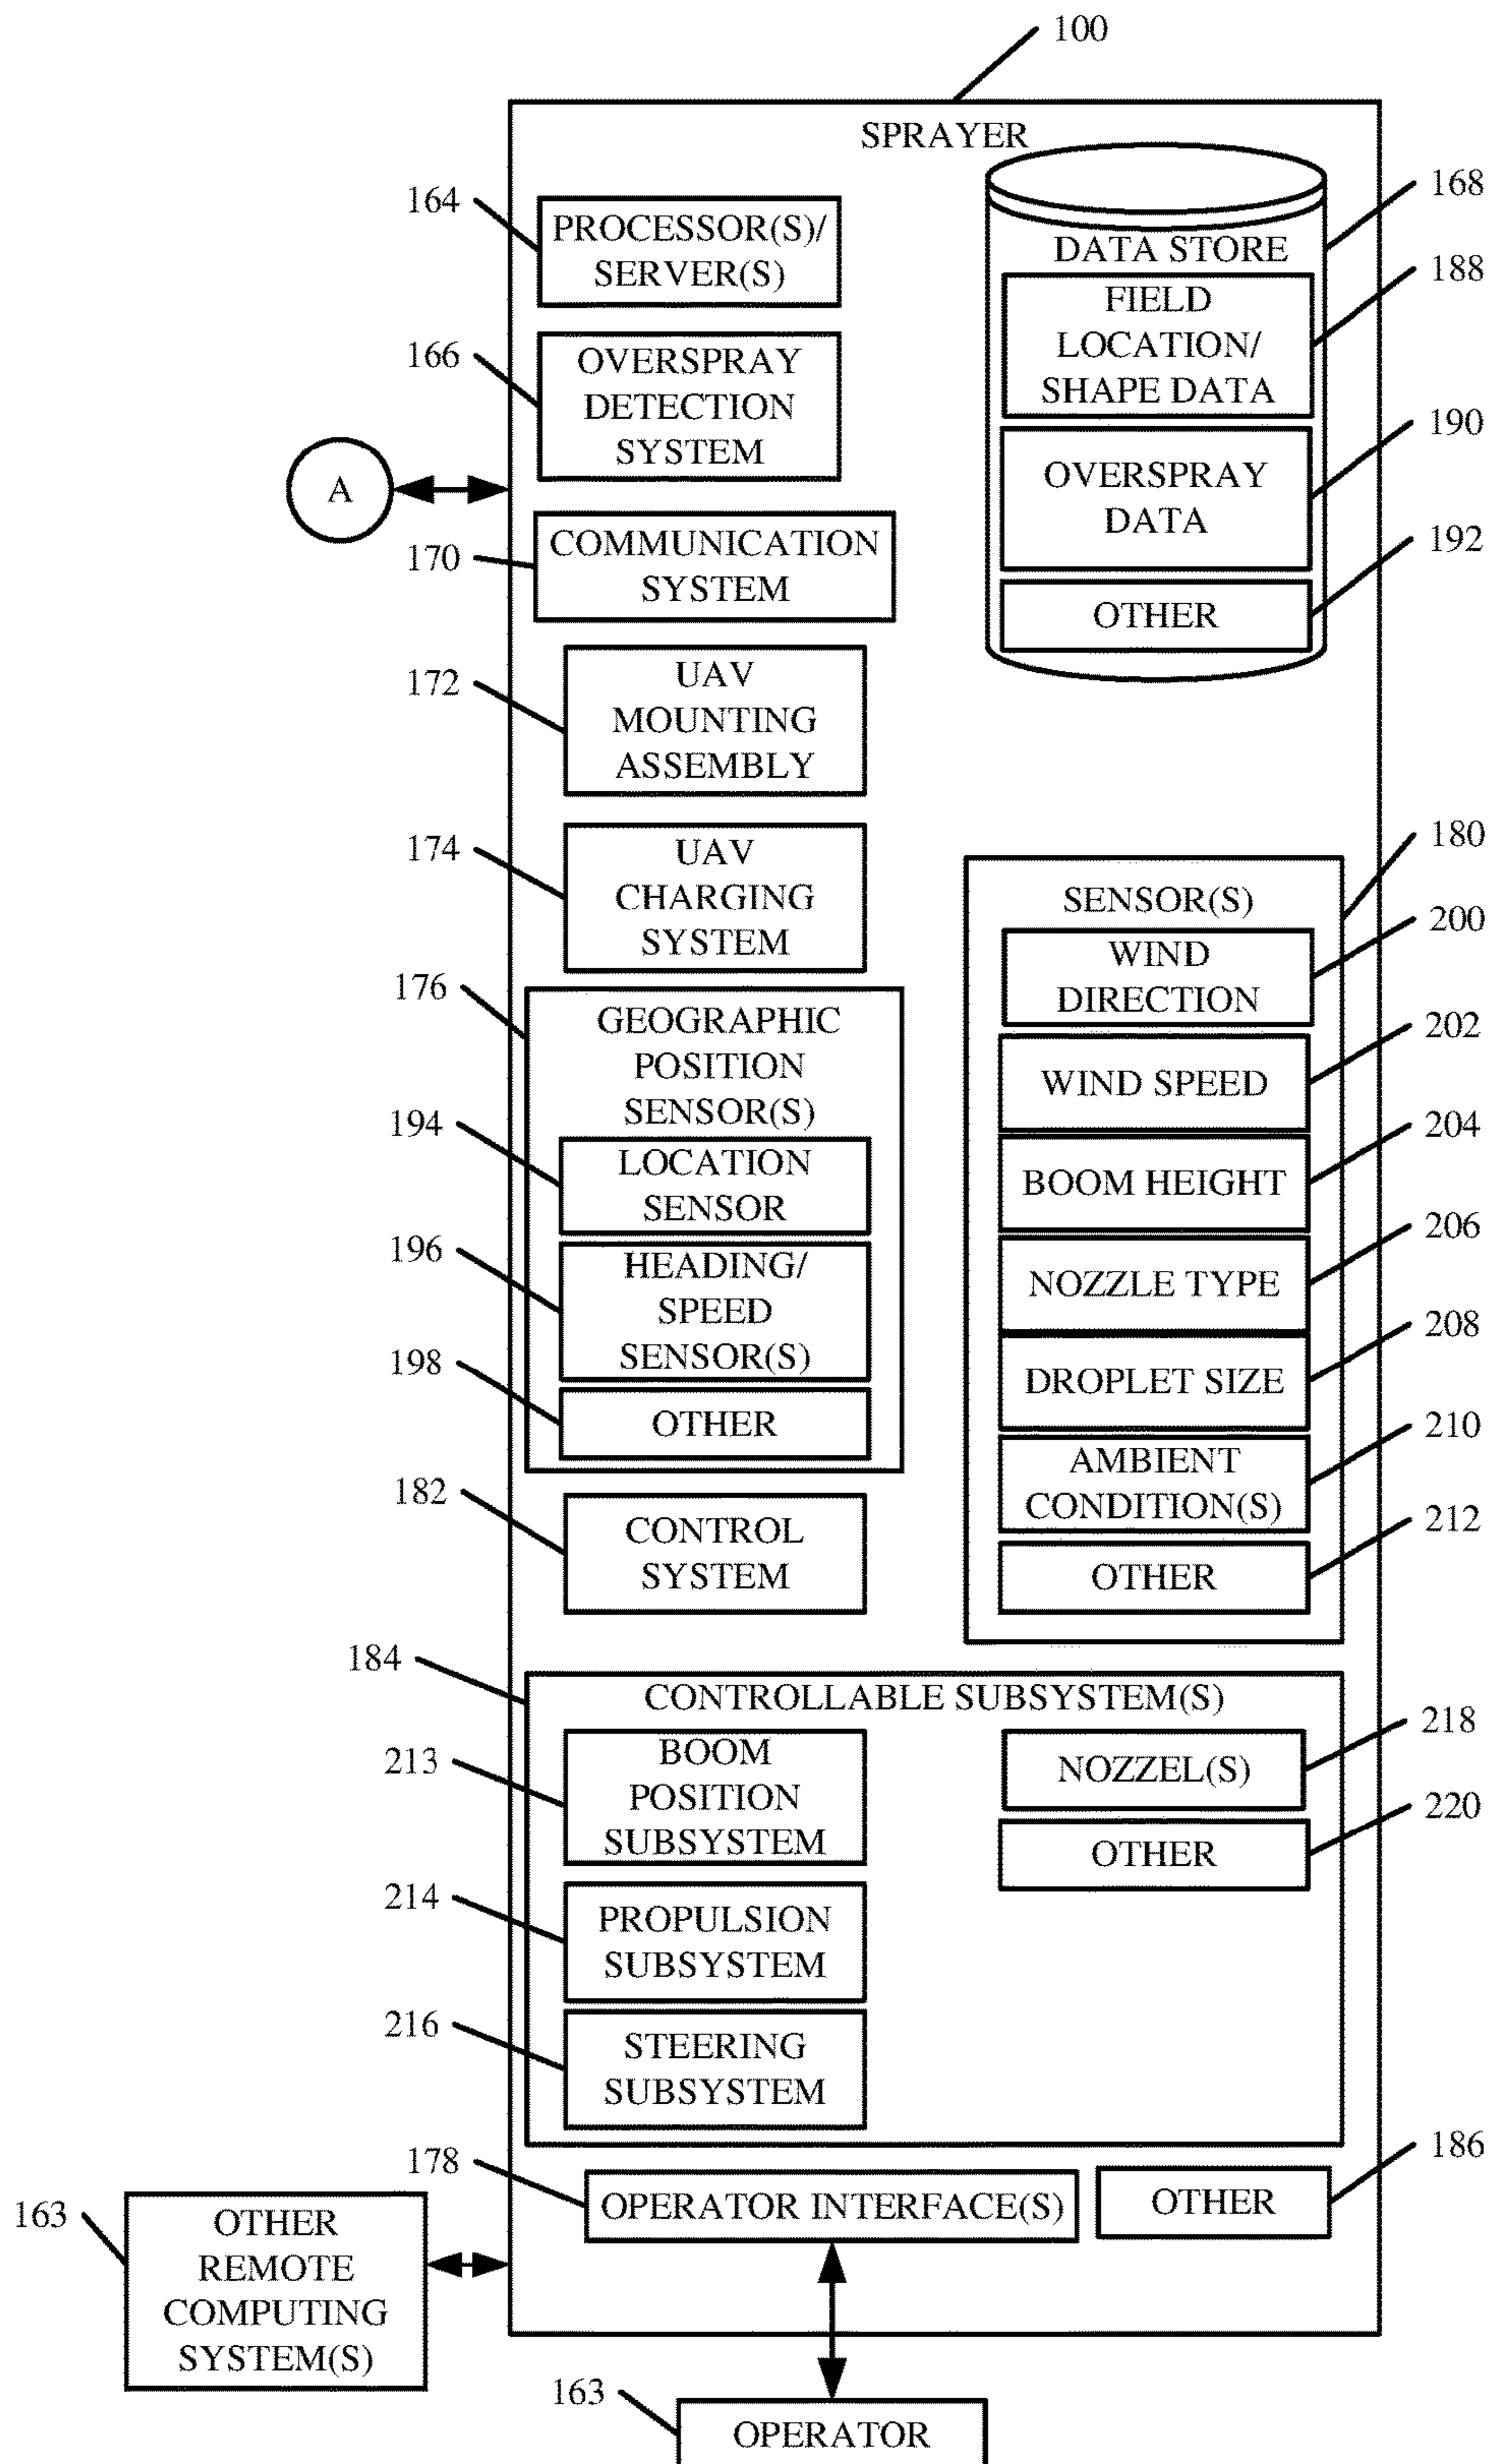 100
SPRAYER
164
PROCESSOR(S)/
SERVER(S)
166
OVERSPRAY
DETECTION
SYSTEM
A
170
COMMUNICATION
SYSTEM
172
UAV
MOUNTING
ASSEMBLY
174
UAV
CHARGING
SYSTEM
176
GEOGRAPHIC
POSITION
SENSOR(S)
194
LOCATION
SENSOR
196
HEADING/
SPEED
SENSOR(S)
198
OTHER
182
CONTROL
SYSTEM
168
DATA STORE
188
FIELD
LOCATION/
SHAPE DATA
190
OVERSPRAY
DATA
192
OTHER
180
SENSOR(S)
200
WIND
DIRECTION
202
WIND SPEED
204
BOOM HEIGHT
206
NOZZLE TYPE
208
DROPLET SIZE
210
AMBIENT
CONDITION(S)
212
OTHER
184
CONTROLLABLE SUBSYSTEM(S)
213
BOOM
POSITION
SUBSYSTEM
214
PROPULSION
SUBSYSTEM
216
STEERING
SUBSYSTEM
218
NOZZEL(S)
220
OTHER
178
OPERATOR INTERFACE(S)
186
OTHER
163
OTHER
REMOTE
COMPUTING
SYSTEM(S)
163
OPERATOR